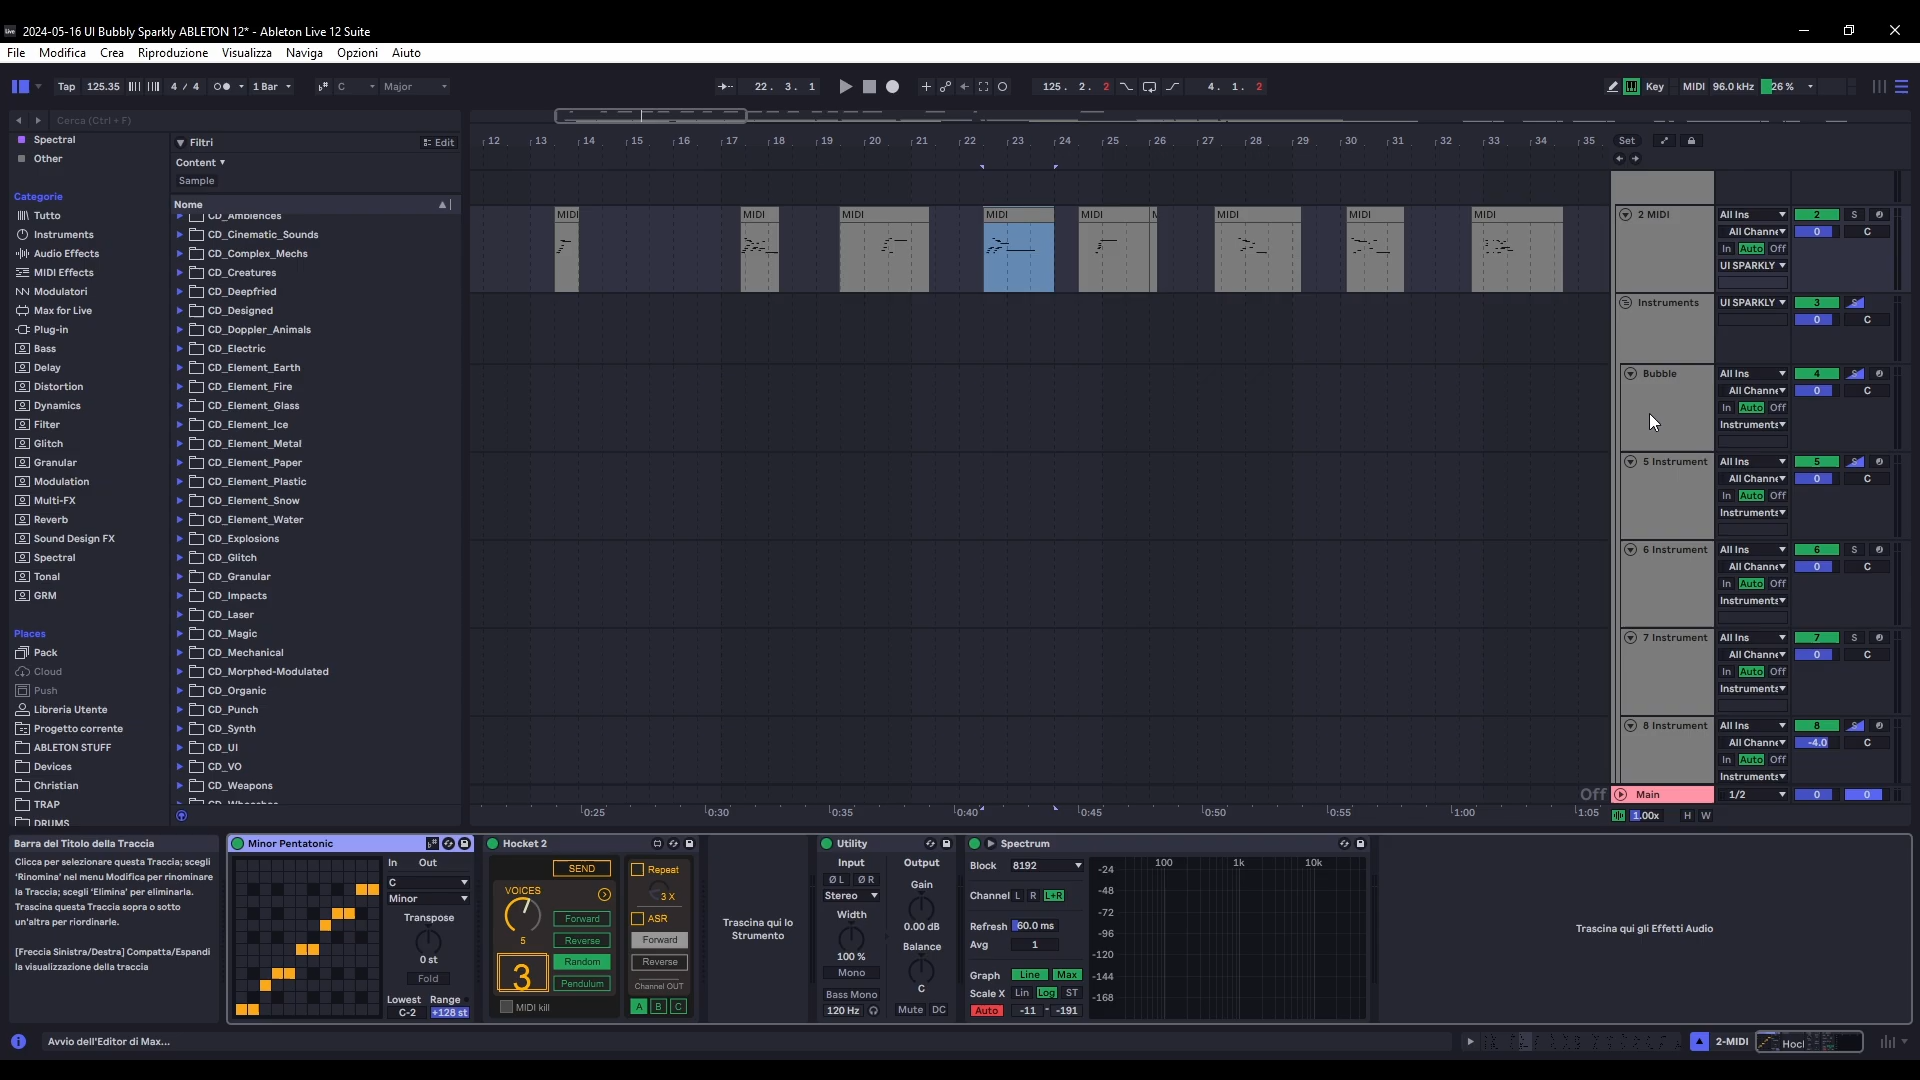 2024-05-16 UI Bubbly Sparkly ABLETON 12* - Ableton Live 12 Suite
File Modifica Crea Riproduzione Visualizza Naviga Opzioni Aiuto
Tap 125.35 4 / 4 1 Bar C Major 22. 3. 1 125. 2. 2 4. 1. 2 Key MIDI 96.0 kHz 26 %
Cerca (Ctrl + F)
Spectral
Other
Categorie
Tutto
Instruments
Audio Effects
MIDI Effects
Modulatori
Max for Live
Plug-in
Bass
Delay
Distortion
Dynamics
Filter
Glitch
Granular
Modulation
Multi-FX
Reverb
Sound Design FX
Spectral
Tonal
GRM
Places
Pack
Cloud
Push
Libreria Utente
Progetto corrente
ABLETON STUFF
Devices
Christian
TRAP
DRUMS
Filtri Edit
Content
Sample
Nome
CD_Ambiences
CD_Cinematic_Sounds
CD_Complex_Mechs
CD_Creatures
CD_Deepfried
CD_Designed
CD_Doppler_Animals
CD_Electric
CD_Element_Earth
CD_Element_Fire
CD_Element_Glass
CD_Element_Ice
CD_Element_Metal
CD_Element_Paper
CD_Element_Plastic
CD_Element_Snow
CD_Element_Water
CD_Explosions
CD_Glitch
CD_Granular
CD_Impacts
CD_Laser
CD_Magic
CD_Mechanical
CD_Morphed-Modulated
CD_Organic
CD_Punch
CD_Synth
CD_UI
CD_VO
CD_Weapons
12 13 14 15 16 17 18 19 20 21 22 23 24 25 26 27 28 29 30 31 32 33 34 35 Set
MIDI MIDI MIDI MIDI MIDI M MIDI MIDI MIDI
2 MIDI All Ins 2 S
All Channe 0 C
In Auto Off
UI SPARKLY
Instruments UI SPARKLY 3 S
0 C
Bubble All Ins 4 S
All Channe 0 C
In Auto Off
Instruments
5 Instrument All Ins 5 S
All Channe 0 C
In Auto Off
Instruments
6 Instrument All Ins 6 S
All Channe 0 C
In Auto Off
Instruments
7 Instrument All Ins 7 S
All Channe 0 C
In Auto Off
Instruments
8 Instrument All Ins 8 S
All Channe -4.0 C
In Auto Off
Instruments
Off Main 1/2 0 0
0:25 0:30 0:35 0:40 0:45 0:50 0:55 1:00 1:05 1.00x H W
Barra del Titolo della Traccia
Clicca per selezionare questa Traccia; scegli
'Rinomina' nel menu Modifica per rinominare
la Traccia; scegli 'Elimina' per eliminarla.
Trascina questa Traccia sopra o sotto
un'altra per riordinarle.
[Freccia Sinistra/Destra] Compatta/Espandi
la visualizzazione della traccia
Minor Pentatonic
In Out
C
Minor
Transpose
0 st
Fold
Lowest Range
C-2 +128 st
Hocket 2
SEND
VOICES
5
3
Forward
Reverse
Random
Pendulum
MIDI kill
Repeat
3 X
ASR
Forward
Reverse
Channel OUT
A B C
Trascina qui lo
Strumento
Utility
Input Output
Ø L Ø R
Stereo
Width
100 %
Mono
Bass Mono
120 Hz
Gain
0.00 dB
Balance
C
Mute DC
Spectrum
Block 8192
Channel L R L+R
Refresh 60.0 ms
Avg 1
Graph Line Max
Scale X Lin Log ST
Auto -11 - -191
100 1k 10k
-24
-48
-72
-96
-120
-144
-168
Trascina qui gli Effetti Audio
Avvio dell'Editor di Max...
2-MIDI Hocl